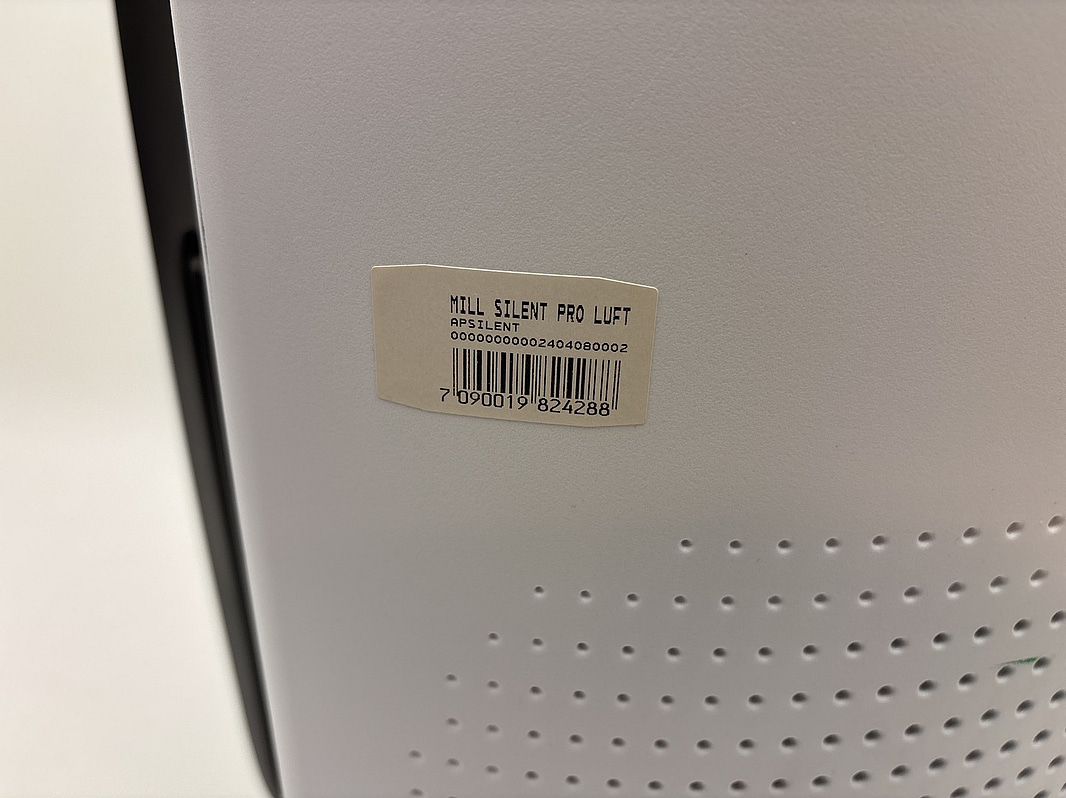 MILL SILENT PRO LUFT
APSILENT
00000000002404080002
7 090019 824288